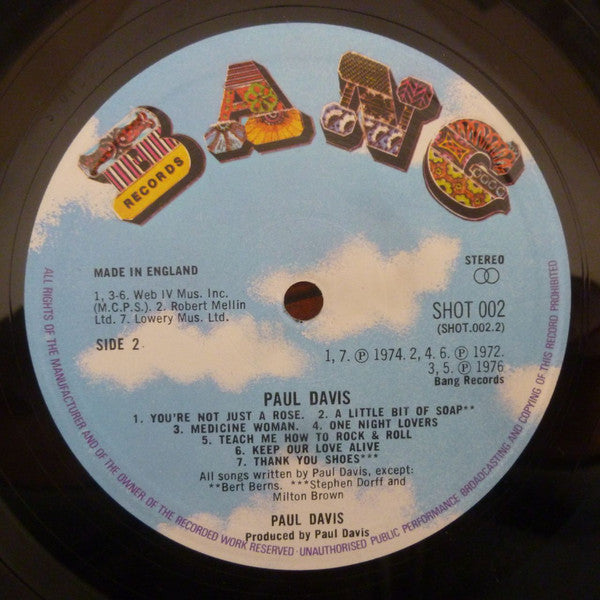 BANG
RECORDS
MADE IN ENGLAND
STEREO
1, 3-6. Web IV Mus. Inc.
(M.C.P.S.). 2. Robert Mellin
Ltd. 7. Lowery Mus. Ltd.
SHOT 002
(SHOT.002.2)
SIDE 2
1, 7. ℗ 1974. 2, 4. 6. ℗ 1972.
3, 5. ℗ 1976
Bang Records
PAUL DAVIS
1. YOU'RE NOT JUST A ROSE. 2. A LITTLE BIT OF SOAP**
3. MEDICINE WOMAN. 4. ONE NIGHT LOVERS
5. TEACH ME HOW TO ROCK & ROLL
6. KEEP OUR LOVE ALIVE
7. THANK YOU SHOES***
All songs written by Paul Davis, except:
**Bert Berns. ***Stephen Dorff and
Milton Brown
PAUL DAVIS
Produced by Paul Davis
ALL RIGHTS OF THE MANUFACTURER AND OF THE OWNER OF THE RECORDED WORK RESERVED · UNAUTHORISED PUBLIC PERFORMANCE BROADCASTING AND COPYING OF THIS RECORD PROHIBITED